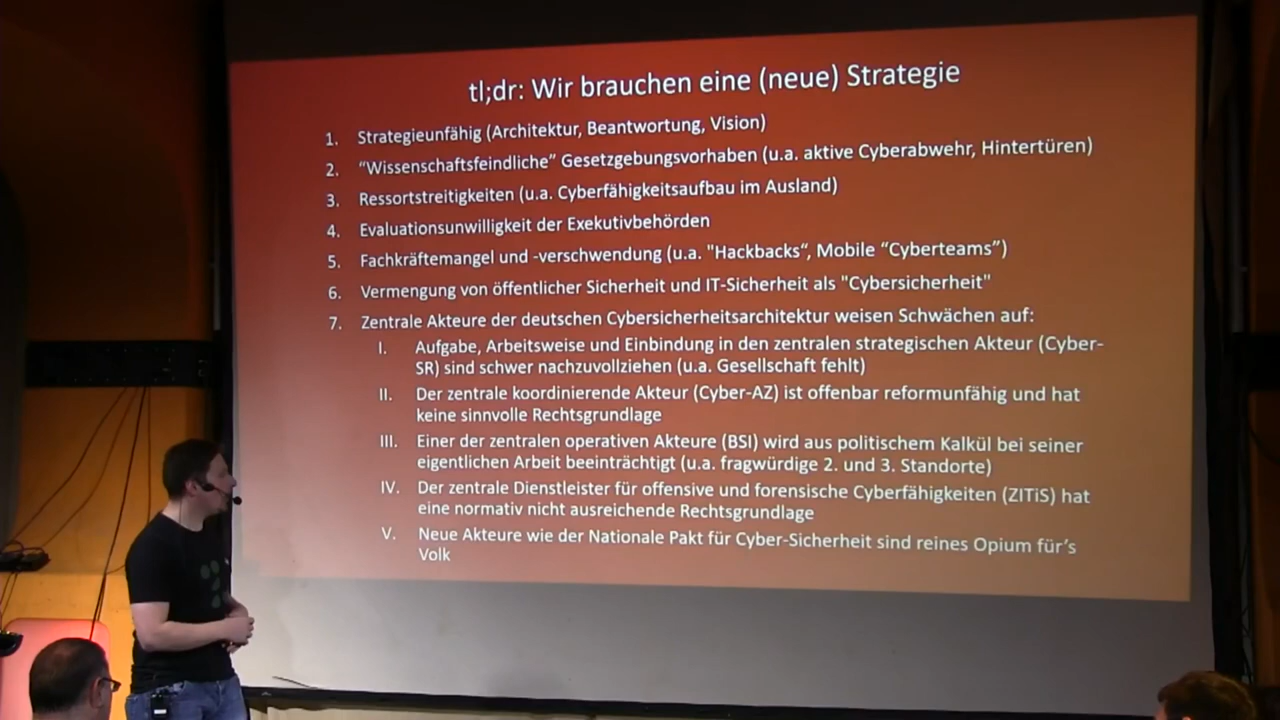 tl;dr: Wir brauchen eine (neue) Strategie
1. Strategieunfähig (Architektur, Beantwortung, Vision)
2. “Wissenschaftsfeindliche” Gesetzgebungsvorhaben (u.a. aktive Cyberabwehr, Hintertüren)
3. Ressortstreitigkeiten (u.a. Cyberfähigkeitsaufbau im Ausland)
4. Evaluationsunwilligkeit der Exekutivbehörden
5. Fachkräftemangel und -verschwendung (u.a. "Hackbacks“, Mobile “Cyberteams”)
6. Vermengung von öffentlicher Sicherheit und IT-Sicherheit als "Cybersicherheit"
7. Zentrale Akteure der deutschen Cybersicherheitsarchitektur weisen Schwächen auf:
I. Aufgabe, Arbeitsweise und Einbindung in den zentralen strategischen Akteur (Cyber-
SR) sind schwer nachzuvollziehen (u.a. Gesellschaft fehlt)
II. Der zentrale koordinierende Akteur (Cyber-AZ) ist offenbar reformunfähig und hat
keine sinnvolle Rechtsgrundlage
III. Einer der zentralen operativen Akteure (BSI) wird aus politischem Kalkül bei seiner
eigentlichen Arbeit beeinträchtigt (u.a. fragwürdige 2. und 3. Standorte)
IV. Der zentrale Dienstleister für offensive und forensische Cyberfähigkeiten (ZITiS) hat
eine normativ nicht ausreichende Rechtsgrundlage
V. Neue Akteure wie der Nationale Pakt für Cyber-Sicherheit sind reines Opium für’s
Volk